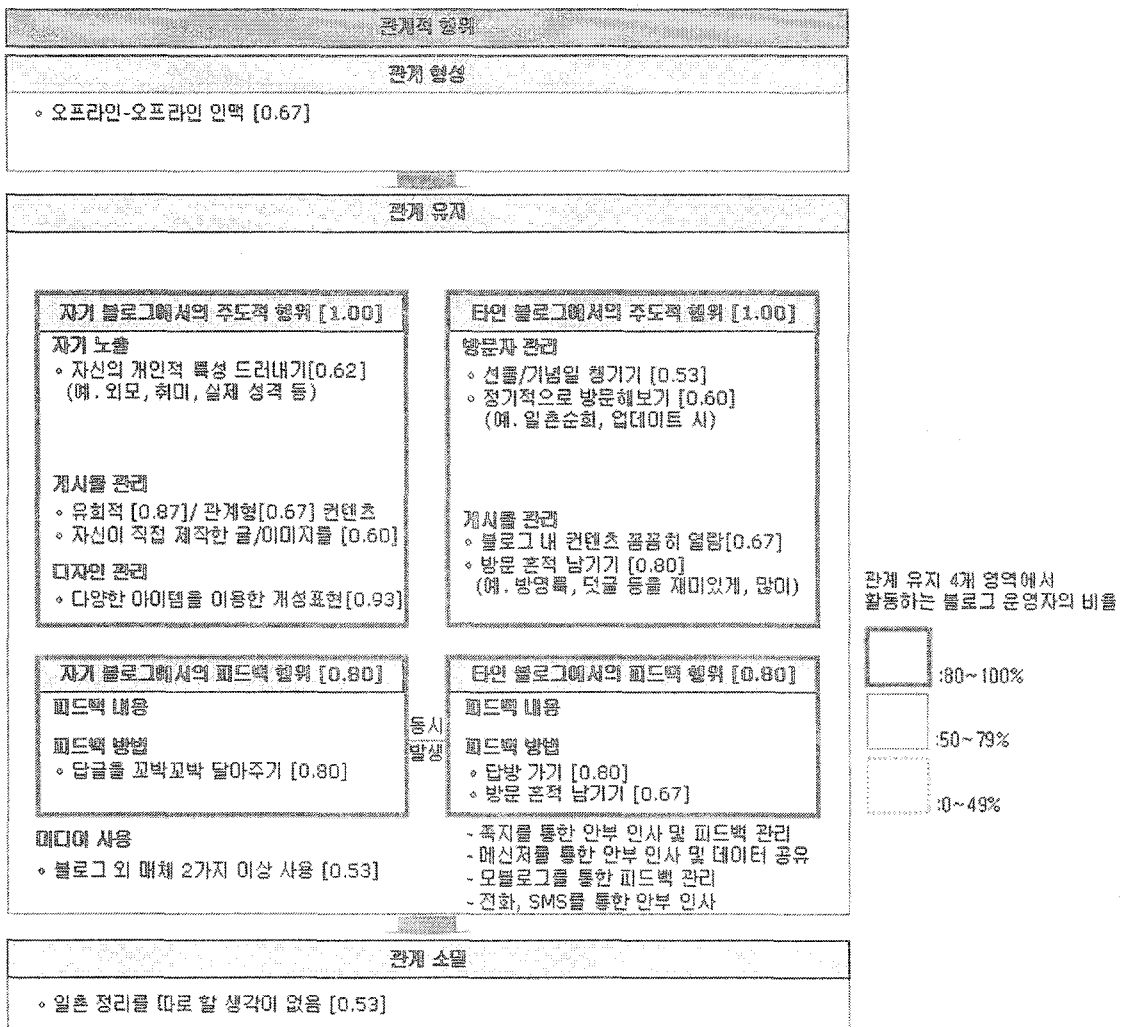 관계적 행위
관계 형성
◦ 오프라인-오프라인 인맥 [0.67]
관계 유지
자기 블로그에서의 주도적 행위 [1.00]
자기 노출
◦ 자신의 개인적 특성 드러내기[0.62]
(예. 외모, 취미, 실제 성격 등)
게시물 관리
◦ 유희적 [0.87]/ 관계형[0.67] 컨텐츠
◦ 자신이 직접 제작한 글/이미지들 [0.60]
디자인 관리
◦ 다양한 아이템을 이용한 개성표현[0.93]
타인 블로그에서의 주도적 행위 [1.00]
방문자 관리
◦ 선물/기념일 챙기기 [0.53]
◦ 정기적으로 방문해보기 [0.60]
(예. 일촌순회, 업데이트 시)
게시물 관리
◦ 블로그 내 컨텐츠 꼼꼼히 열람[0.67]
◦ 방문 흔적 남기기 [0.80]
(예. 방명록, 덧글 등을 재미있게, 많이)
자기 블로그에서의 피드백 행위 [0.80]
피드백 내용
피드백 방법
◦ 답글을 꼬박꼬박 달아주기 [0.80]
동시
발생
타인 블로그에서의 피드백 행위 [0.80]
피드백 내용
피드백 방법
◦ 답방 가기 [0.80]
◦ 방문 흔적 남기기 [0.67]
미디어 사용
◦ 블로그 외 매체 2가지 이상 사용 [0.53]
- 쪽지를 통한 안부 인사 및 피드백 관리
- 메신저를 통한 안부 인사 및 데이터 공유
- 모블로그를 통한 피드백 관리
- 전화, SMS를 통한 안부 인사
관계 소멸
◦ 일촌 정리를 따로 할 생각이 없음 [0.53]
관계 유지 4개 영역에서
활동하는 블로그 운영자의 비율
:80~100%
:50~79%
:0~49%